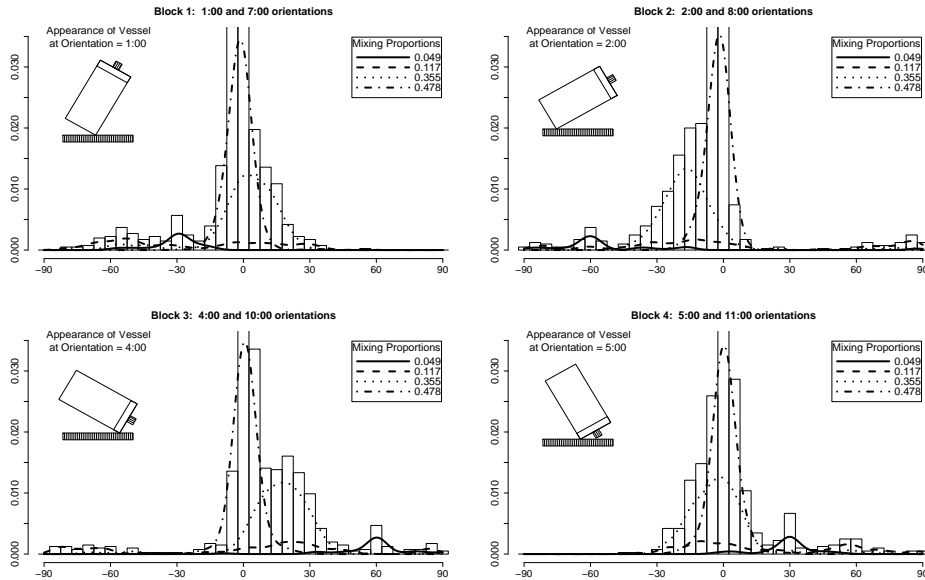 Block 1: 1:00 and 7:00 orientations
Appearance of Vessel
at Orientation = 1:00
Mixing Proportions
0.049
0.117
0.355
0.478
0.000 0.010 0.020 0.030
−90 −60 −30 0 30 60 90
Block 2: 2:00 and 8:00 orientations
Appearance of Vessel
at Orientation = 2:00
Mixing Proportions
0.049
0.117
0.355
0.478
0.000 0.010 0.020 0.030
−90 −60 −30 0 30 60 90
Block 3: 4:00 and 10:00 orientations
Appearance of Vessel
at Orientation = 4:00
Mixing Proportions
0.049
0.117
0.355
0.478
0.000 0.010 0.020 0.030
−90 −60 −30 0 30 60 90
Block 4: 5:00 and 11:00 orientations
Appearance of Vessel
at Orientation = 5:00
Mixing Proportions
0.049
0.117
0.355
0.478
0.000 0.010 0.020 0.030
−90 −60 −30 0 30 60 90